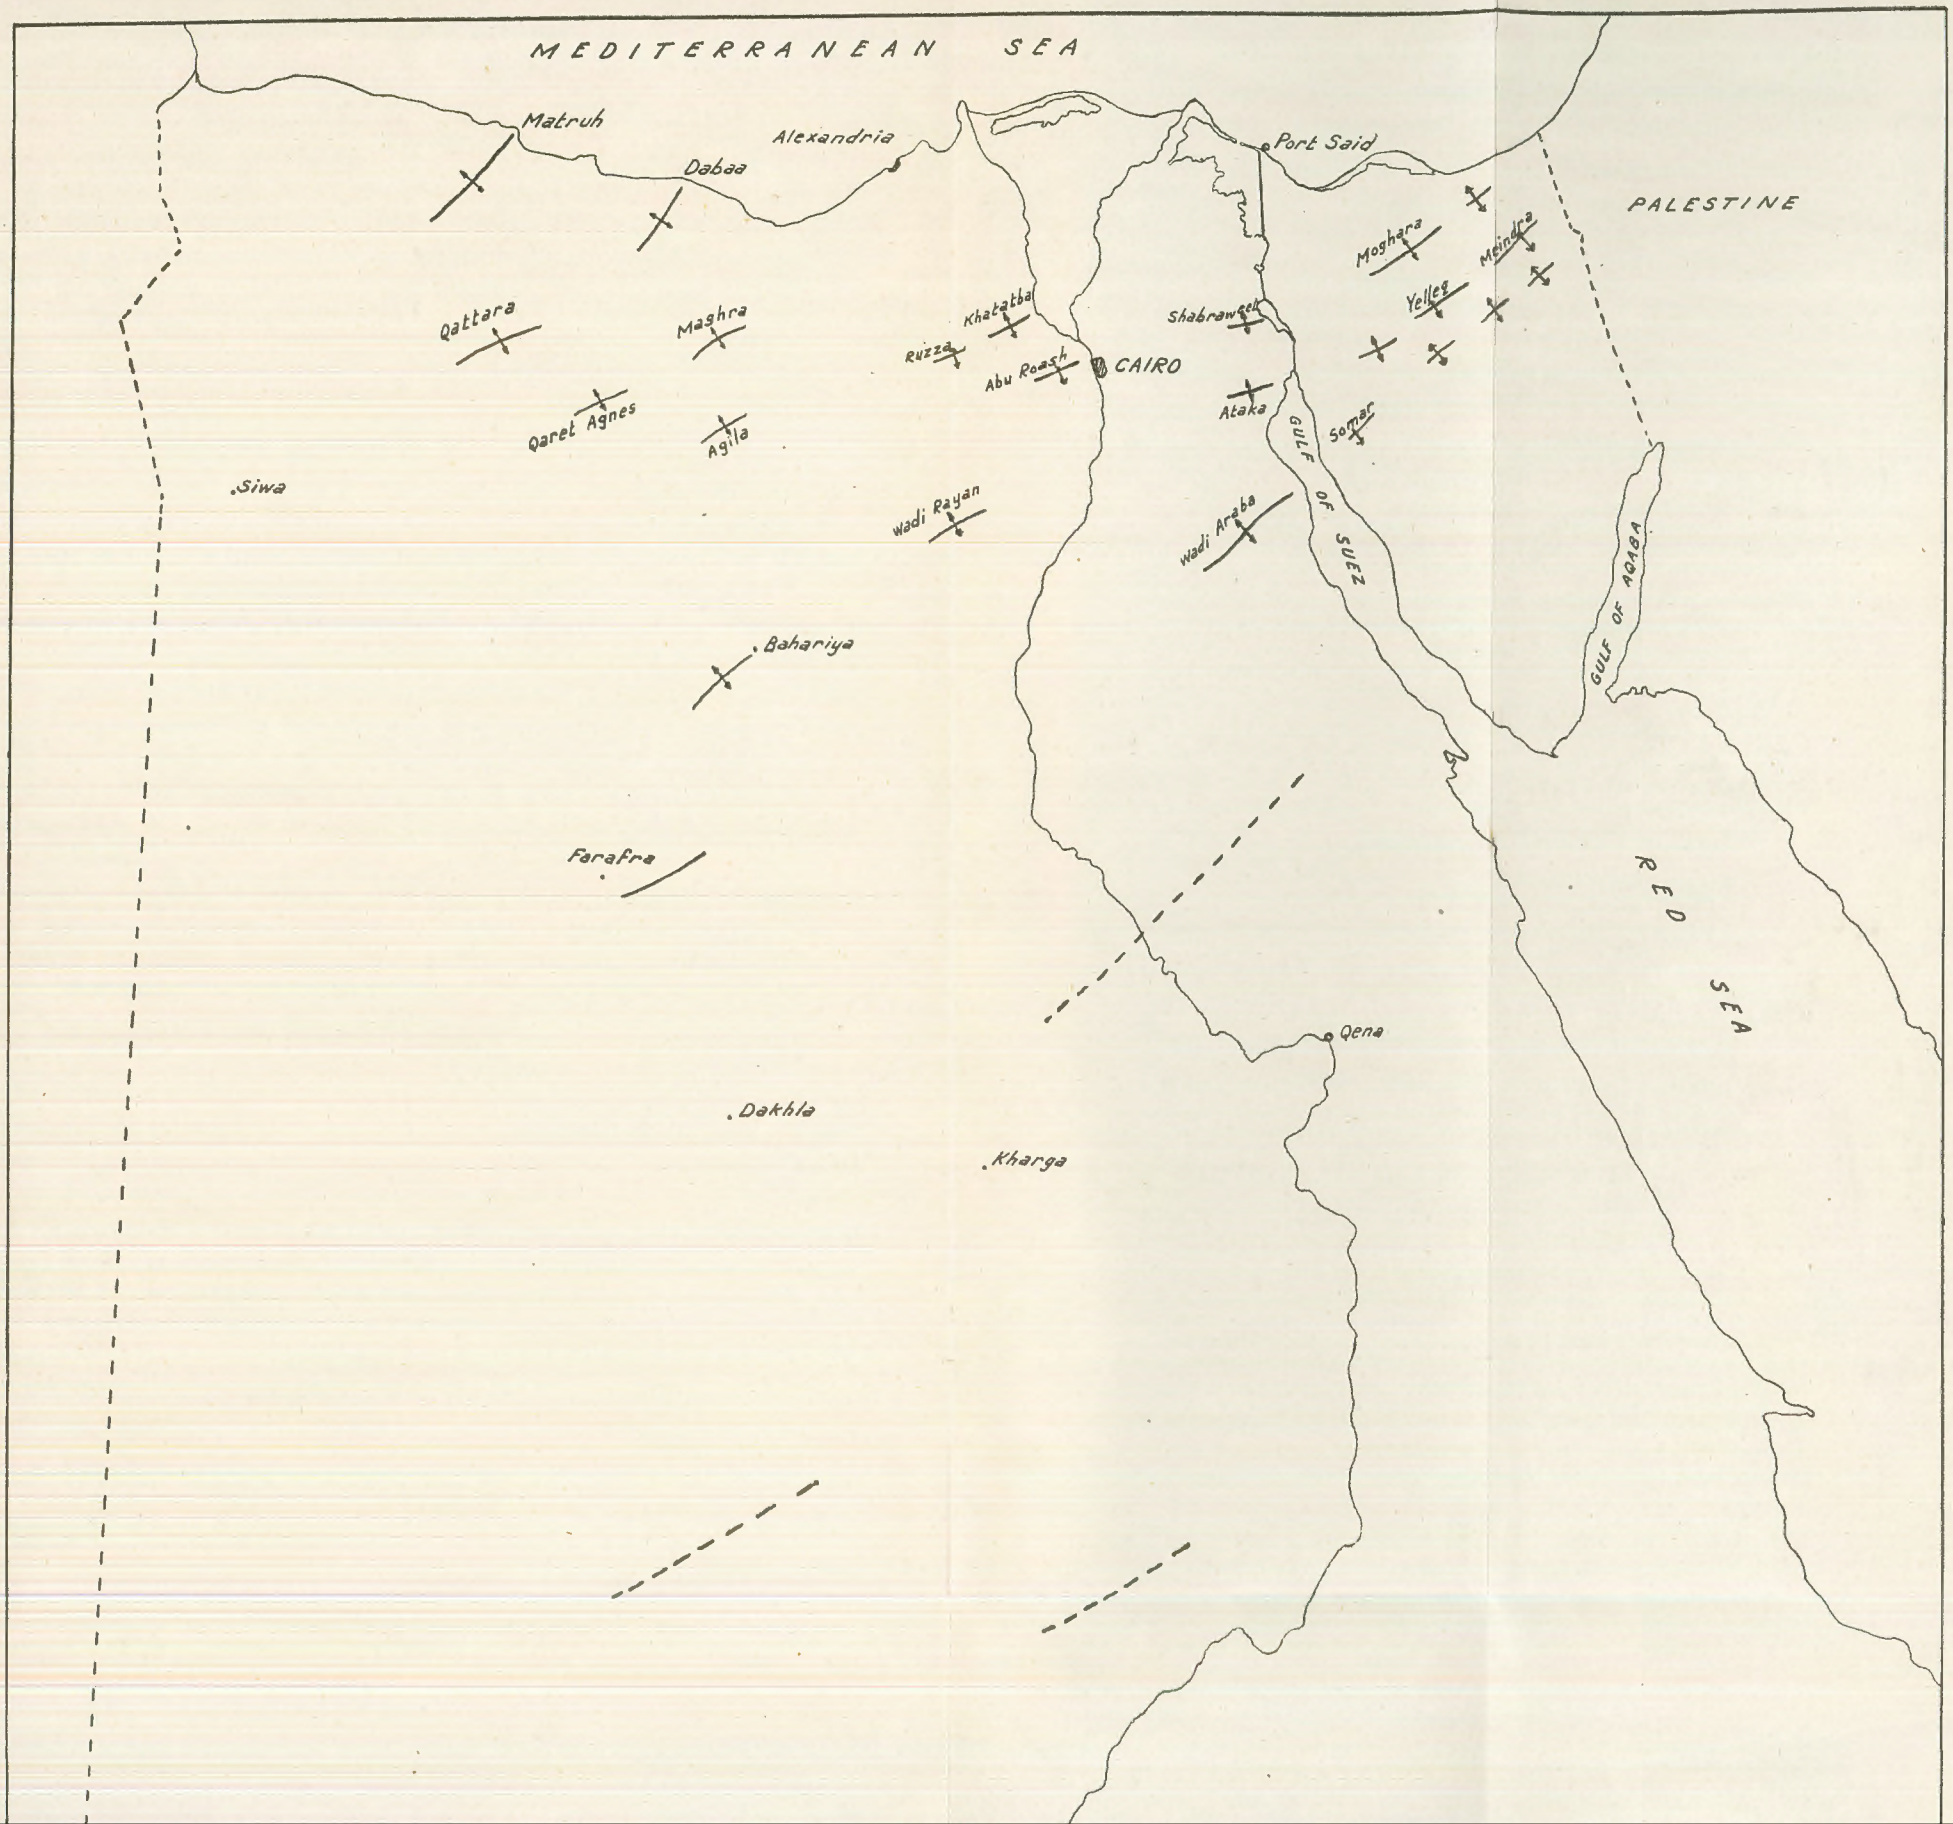 MEDITERRANEAN SEA
Matruh
Alexandria
Port Said
Dabaa
PALESTINE
Moghara
Meindra
Qattara
Maghra
Khatatba
Shabraweet
Yelleg
Ruzza
Abu Roash
CAIRO
Qaret Agnes
Agila
Ataka
Somar
GULF OF SUEZ
.Siwa
Wadi Rayan
Wadi Araba
GULF OF AQABA
Bahariya
Farafra
RED SEA
Qena
.Dakhla
.Kharga